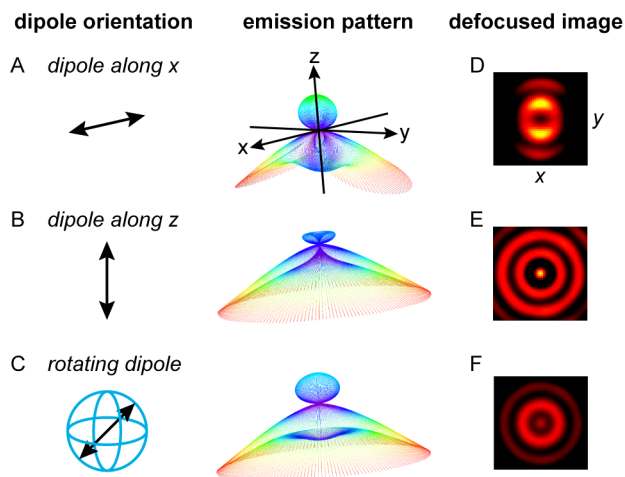 dipole orientation emission pattern defocused image
A dipole along x
z
x
y
D
y
x
B dipole along z
E
C rotating dipole
F